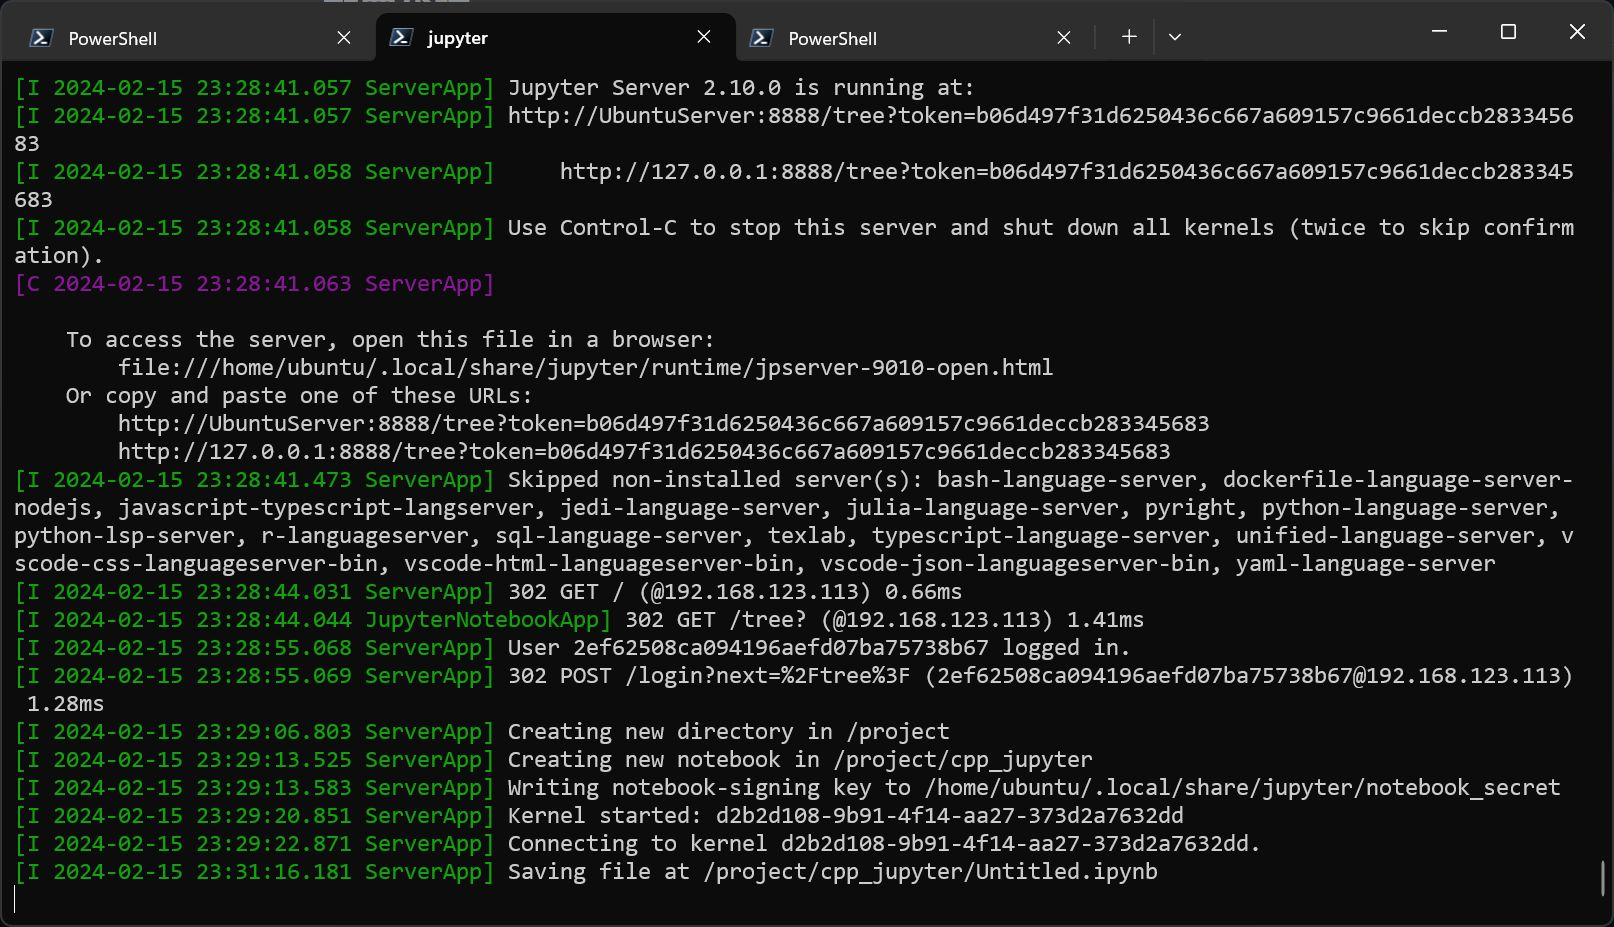 PowerShell
jupyter
PowerShell
[I 2024-02-15 23:28:41.057 ServerApp] Jupyter Server 2.10.0 is running at:
[I 2024-02-15 23:28:41.057 ServerApp] http://UbuntuServer:8888/tree?token=b06d497f31d6250436c667a609157c9661deccb2833456
83
[I 2024-02-15 23:28:41.058 ServerApp]     http://127.0.0.1:8888/tree?token=b06d497f31d6250436c667a609157c9661deccb283345
683
[I 2024-02-15 23:28:41.058 ServerApp] Use Control-C to stop this server and shut down all kernels (twice to skip confirm
ation).
[C 2024-02-15 23:28:41.063 ServerApp]
To access the server, open this file in a browser:
file:///home/ubuntu/.local/share/jupyter/runtime/jpserver-9010-open.html
Or copy and paste one of these URLs:
http://UbuntuServer:8888/tree?token=b06d497f31d6250436c667a609157c9661deccb283345683
http://127.0.0.1:8888/tree?token=b06d497f31d6250436c667a609157c9661deccb283345683
[I 2024-02-15 23:28:41.473 ServerApp] Skipped non-installed server(s): bash-language-server, dockerfile-language-server-
nodejs, javascript-typescript-langserver, jedi-language-server, julia-language-server, pyright, python-language-server,
python-lsp-server, r-languageserver, sql-language-server, texlab, typescript-language-server, unified-language-server, v
scode-css-languageserver-bin, vscode-html-languageserver-bin, vscode-json-languageserver-bin, yaml-language-server
[I 2024-02-15 23:28:44.031 ServerApp] 302 GET / (@192.168.123.113) 0.66ms
[I 2024-02-15 23:28:44.044 JupyterNotebookApp] 302 GET /tree? (@192.168.123.113) 1.41ms
[I 2024-02-15 23:28:55.068 ServerApp] User 2ef62508ca094196aefd07ba75738b67 logged in.
[I 2024-02-15 23:28:55.069 ServerApp] 302 POST /login?next=%2Ftree%3F (2ef62508ca094196aefd07ba75738b67@192.168.123.113)
1.28ms
[I 2024-02-15 23:29:06.803 ServerApp] Creating new directory in /project
[I 2024-02-15 23:29:13.525 ServerApp] Creating new notebook in /project/cpp_jupyter
[I 2024-02-15 23:29:13.583 ServerApp] Writing notebook-signing key to /home/ubuntu/.local/share/jupyter/notebook_secret
[I 2024-02-15 23:29:20.851 ServerApp] Kernel started: d2b2d108-9b91-4f14-aa27-373d2a7632dd
[I 2024-02-15 23:29:22.871 ServerApp] Connecting to kernel d2b2d108-9b91-4f14-aa27-373d2a7632dd.
[I 2024-02-15 23:31:16.181 ServerApp] Saving file at /project/cpp_jupyter/Untitled.ipynb